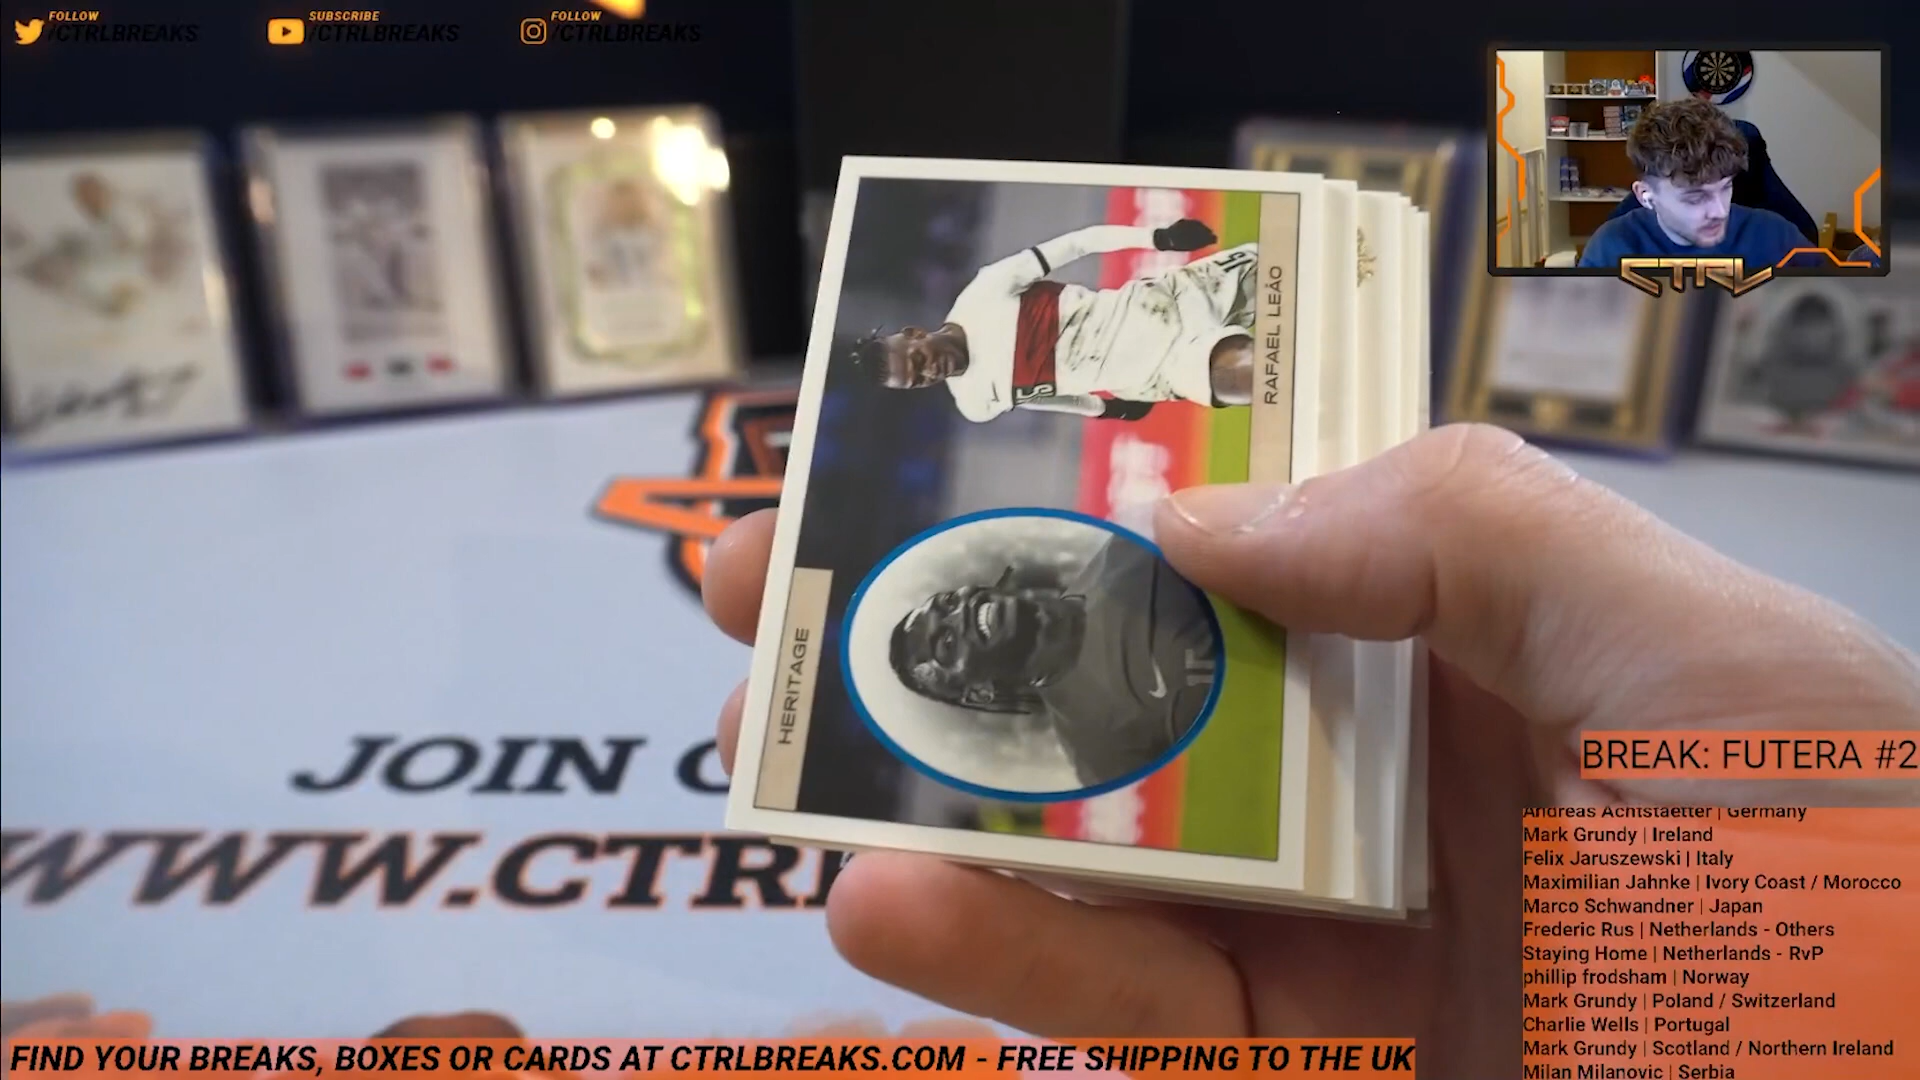 FOLLOW
/CTRLBREAKS
SUBSCRIBE
/CTRLBREAKS
FOLLOW
/CTRLBREAKS
CTRL
RAFAEL LEÃO
HERITAGE
15
JOIN
WWW.CTRL
BREAK: FUTERA #2
Andreas Achtstaetter | Germany
Mark Grundy | Ireland
Felix Jaruszewski | Italy
Maximilian Jahnke | Ivory Coast / Morocco
Marco Schwandner | Japan
Frederic Rus | Netherlands - Others
Staying Home | Netherlands - RvP
phillip frodsham | Norway
Mark Grundy | Poland / Switzerland
Charlie Wells | Portugal
Mark Grundy | Scotland / Northern Ireland
Milan Milanovic | Serbia
FIND YOUR BREAKS, BOXES OR CARDS AT CTRLBREAKS.COM - FREE SHIPPING TO THE UK